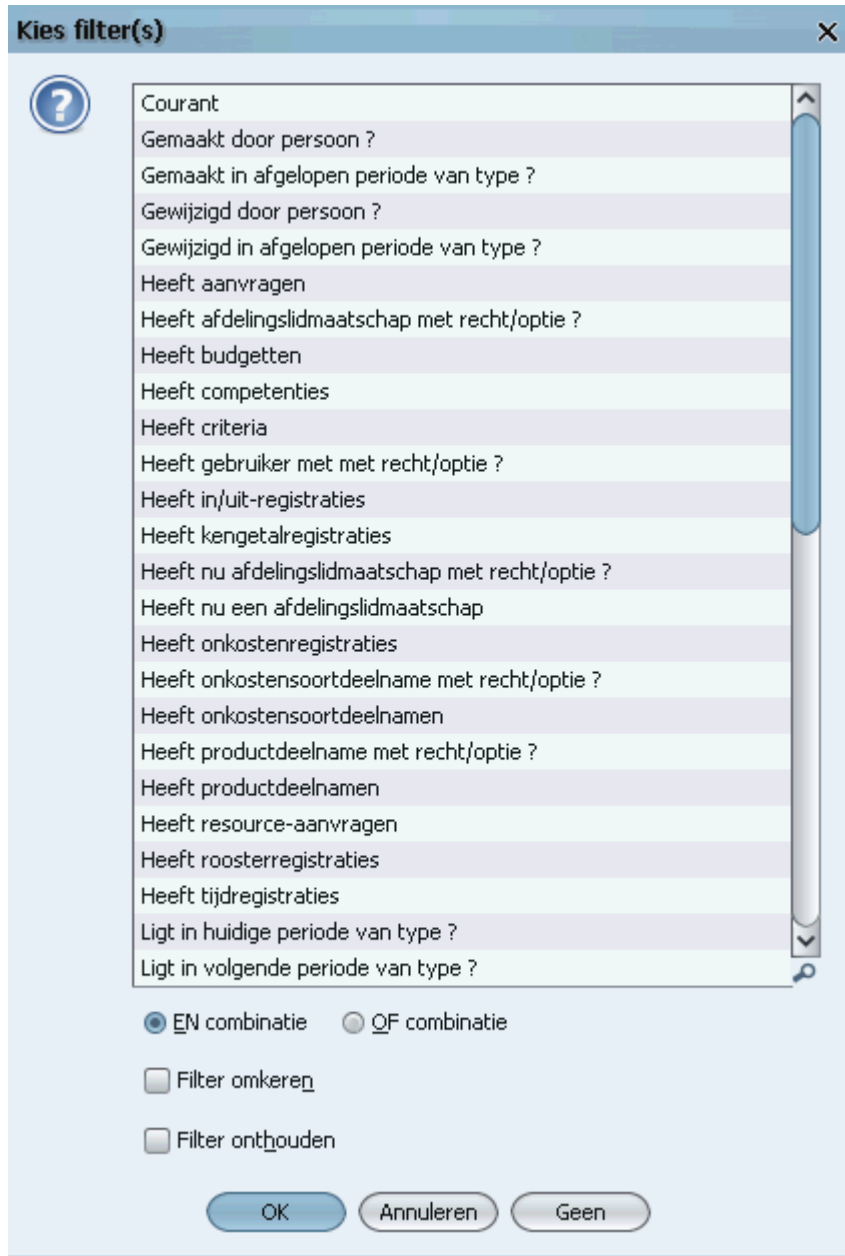 Kies filter(s)
Courant
Gemaakt door persoon ?
Gemaakt in afgelopen periode van type ?
Gewijzigd door persoon ?
Gewijzigd in afgelopen periode van type ?
Heeft aanvragen
Heeft afdelingslidmaatschap met recht/optie ?
Heeft budgetten
Heeft competenties
Heeft criteria
Heeft gebruiker met met recht/optie ?
Heeft in/uit-registraties
Heeft kengetalregistraties
Heeft nu afdelingslidmaatschap met recht/optie ?
Heeft nu een afdelingslidmaatschap
Heeft onkostenregistraties
Heeft onkostensoortdeelname met recht/optie ?
Heeft onkostensoortdeelnamen
Heeft productdeelname met recht/optie ?
Heeft productdeelnamen
Heeft resource-aanvragen
Heeft roosterregistraties
Heeft tijdregistraties
Ligt in huidige periode van type ?
Ligt in volgende periode van type ?
EN combinatie OF combinatie
Filter omkeren
Filter onthouden
OK Annuleren Geen